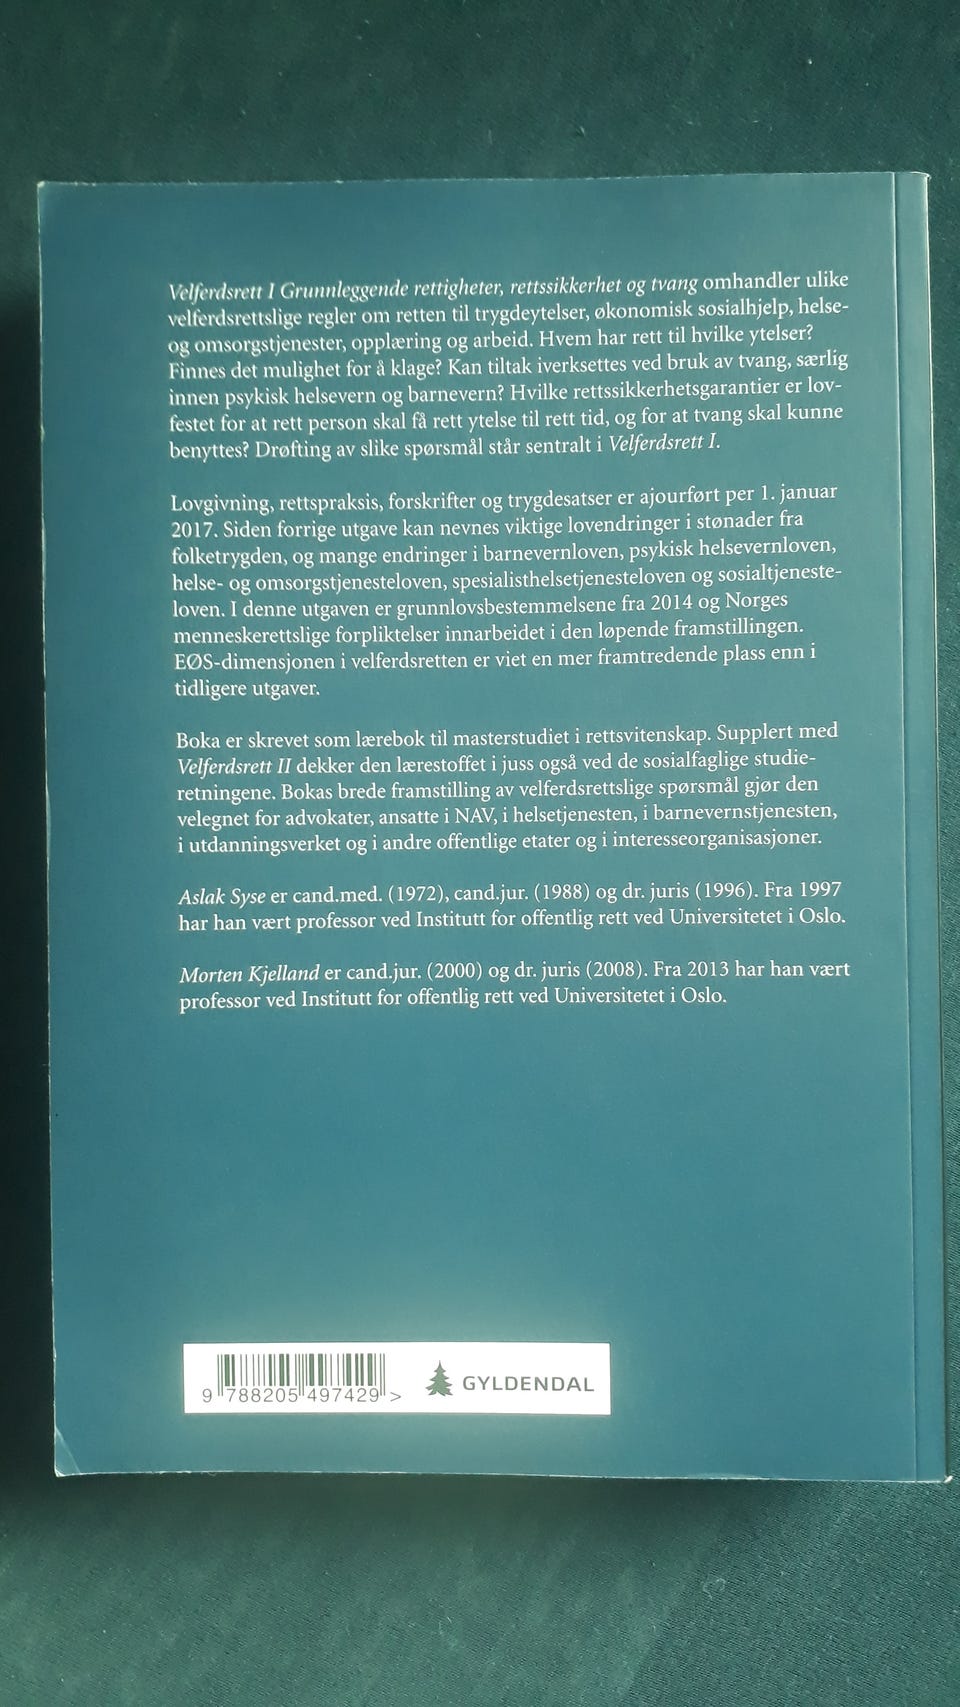 Velferdsrett I Grunnleggende rettigheter, rettssikkerhet og tvang omhandler ulike
velferdsrettslige regler om retten til trygdeytelser, økonomisk sosialhjelp, helse-
og omsorgstjenester, opplæring og arbeid. Hvem har rett til hvilke ytelser?
Finnes det mulighet for å klage? Kan tiltak iverksettes ved bruk av tvang, særlig
innen psykisk helsevern og barnevern? Hvilke rettssikkerhetsgarantier er lov-
festet for at rett person skal få rett ytelse til rett tid, og for at tvang skal kunne
benyttes? Drøfting av slike spørsmål står sentralt i Velferdsrett I.
Lovgivning, rettspraksis, forskrifter og trygdesatser er ajourført per 1. januar
2017. Siden forrige utgave kan nevnes viktige lovendringer i stønader fra
folketrygden, og mange endringer i barnevernloven, psykisk helsevernloven,
helse- og omsorgstjenesteloven, spesialisthelsetjenesteloven og sosialtjeneste-
loven. I denne utgaven er grunnlovsbestemmelsene fra 2014 og Norges
menneskerettslige forpliktelser innarbeidet i den løpende framstillingen.
EØS-dimensjonen i velferdsretten er viet en mer framtredende plass enn i
tidligere utgaver.
Boka er skrevet som lærebok til masterstudiet i rettsvitenskap. Supplert med
Velferdsrett II dekker den lærestoffet i juss også ved de sosialfaglige studie-
retningene. Bokas brede framstilling av velferdsrettslige spørsmål gjør den
velegnet for advokater, ansatte i NAV, i helsetjenesten, i barnevernstjenesten,
i utdanningsverket og i andre offentlige etater og i interesseorganisasjoner.
Aslak Syse er cand.med. (1972), cand.jur. (1988) og dr. juris (1996). Fra 1997
har han vært professor ved Institutt for offentlig rett ved Universitetet i Oslo.
Morten Kjelland er cand.jur. (2000) og dr. juris (2008). Fra 2013 har han vært
professor ved Institutt for offentlig rett ved Universitetet i Oslo.
9 788205 497429 >
GYLDENDAL